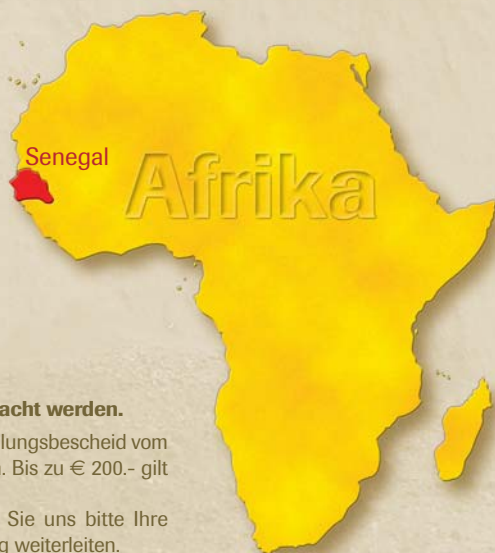 Senegal
Afrika
acht werden.
lungsbescheid vom
. Bis zu € 200.- gilt
Sie uns bitte Ihre
g weiterleiten.